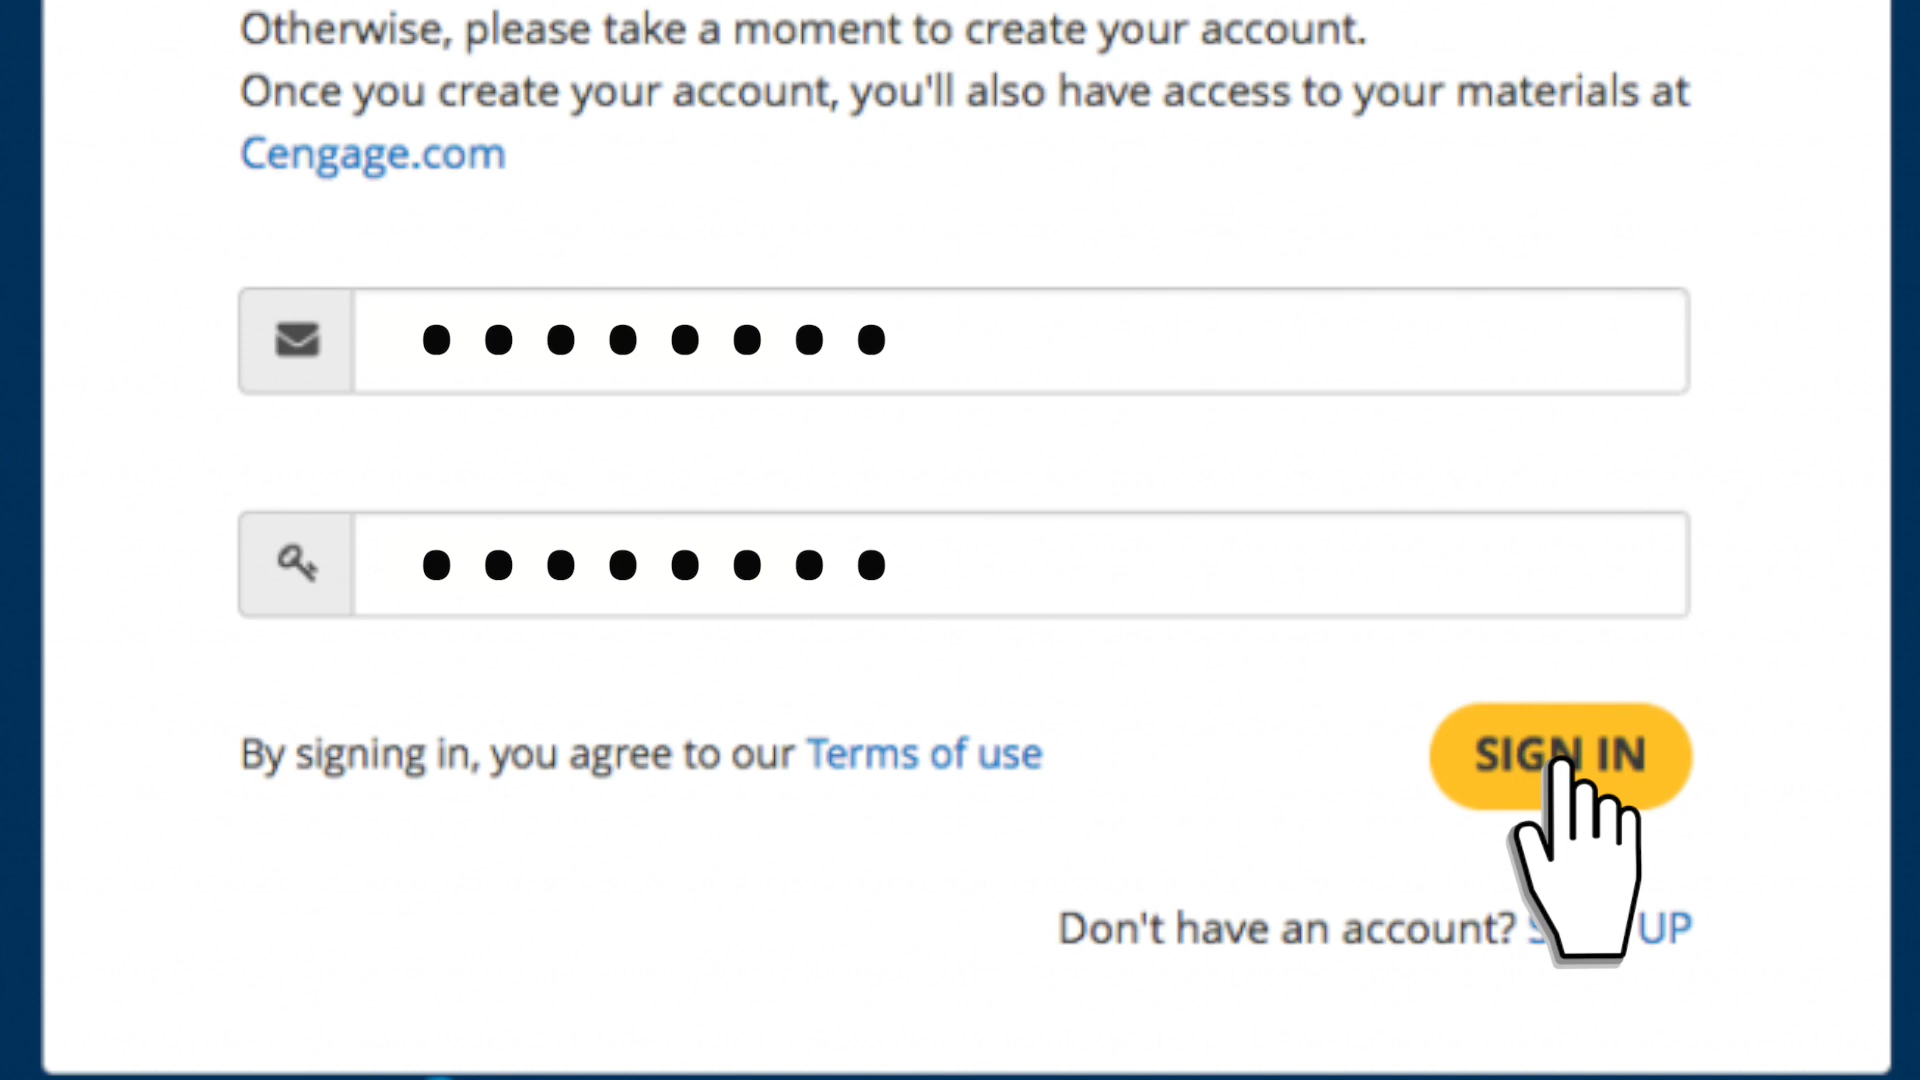 Otherwise, please take a moment to create your account.
Once you create your account, you'll also have access to your materials at
Cengage.com
••••••••
••••••••
By signing in, you agree to our Terms of use
SIGN IN
Don't have an account? UP